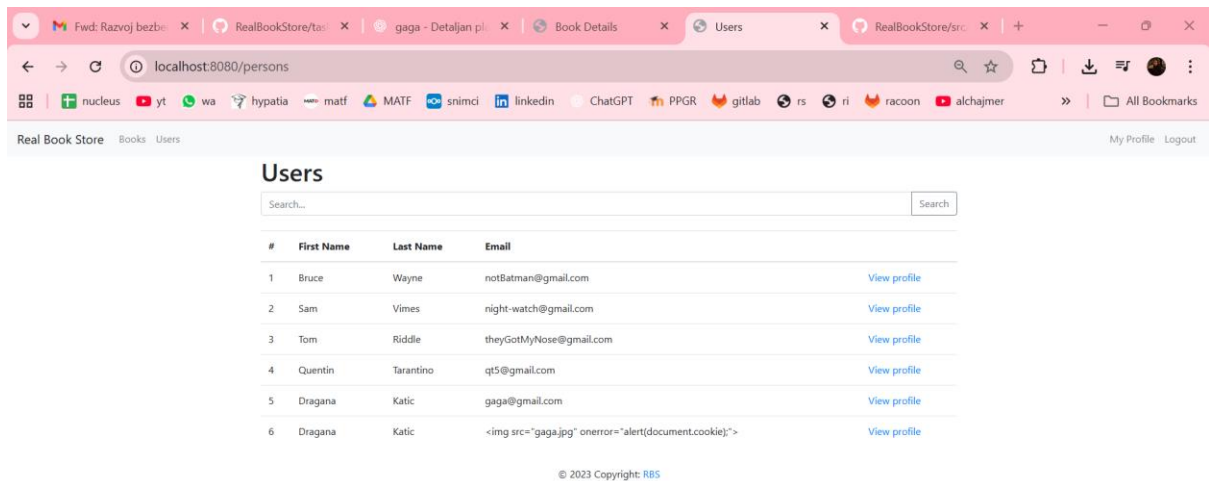 Fwd: Razvoj bezbe
RealBookStore/tas
gaga - Detaljan pl
Book Details
Users
RealBookStore/src
localhost:8080/persons
nucleus yt wa hypatia matf MATF snimci linkedin ChatGPT PPGR gitlab rs ri racoon alchajmer » All Bookmarks
Real Book Store Books Users My Profile Logout
Users
Search... Search
# First Name Last Name Email
1 Bruce Wayne notBatman@gmail.com View profile
2 Sam Vimes night-watch@gmail.com View profile
3 Tom Riddle theyGotMyNose@gmail.com View profile
4 Quentin Tarantino qt5@gmail.com View profile
5 Dragana Katic gaga@gmail.com View profile
6 Dragana Katic <img src="gaga.jpg" onerror="alert(document.cookie);"> View profile
© 2023 Copyright: RBS